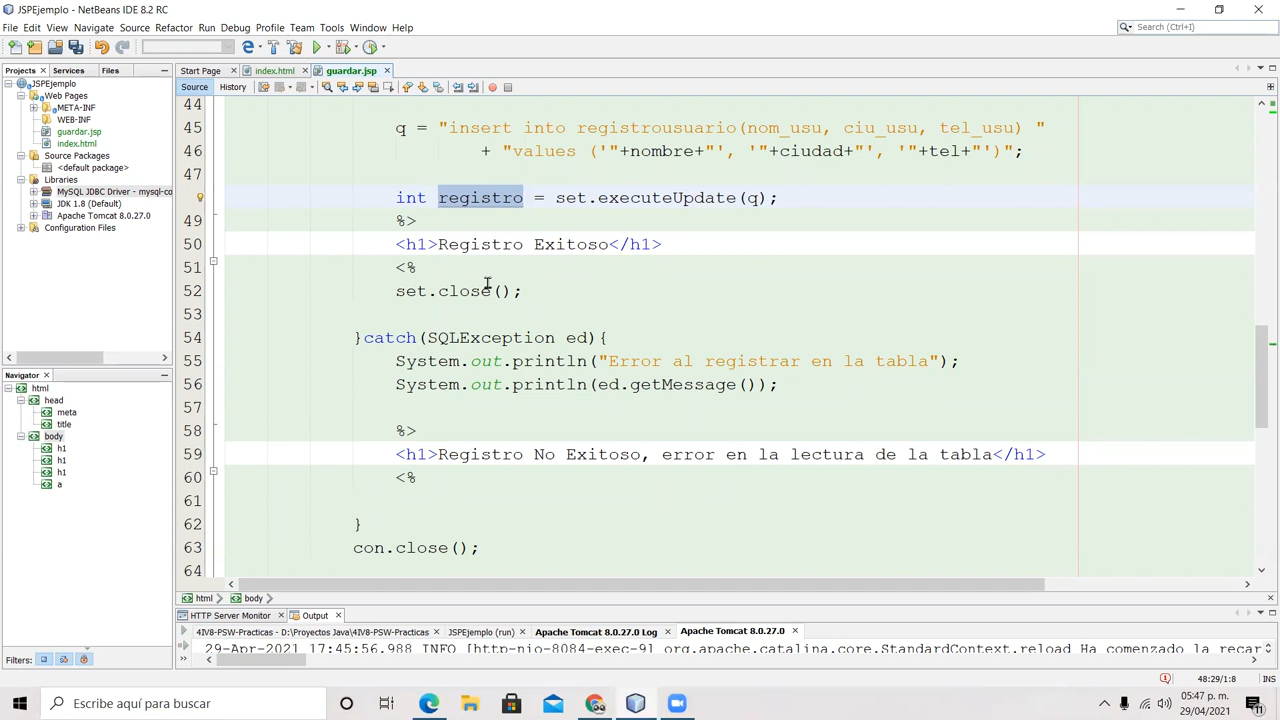 JSPEjemplo - NetBeans IDE 8.2 RC
File Edit View Navigate Source Refactor Run Debug Profile Team Tools Window Help
Search (Ctrl+I)
Projects Services Files
Start Page index.html guardar.jsp
JSPEjemplo
Web Pages
META-INF
WEB-INF
guardar.jsp
index.html
Source Packages
<default package>
Libraries
MySQL JDBC Driver - mysql-co
JDK 1.8 (Default)
Apache Tomcat 8.0.27.0
Configuration Files
Navigator
html
head
meta
title
body
h1
h1
h1
a
Filters:
Source History
44
45 q = "insert into registrousuario(nom_usu, ciu_usu, tel_usu) "
46 + "values ('"+nombre+"', '"+ciudad+"', '"+tel+"')";
47
int registro = set.executeUpdate(q);
49 %>
50 <h1>Registro Exitoso</h1>
51 <%
52 set.close();
53
54 }catch(SQLException ed){
55 System.out.println("Error al registrar en la tabla");
56 System.out.println(ed.getMessage());
57
58 %>
59 <h1>Registro No Exitoso, error en la lectura de la tabla</h1>
60 <%
61
62 }
63 con.close();
64
html body
HTTP Server Monitor Output
4IV8-PSW-Practicas - D:\Proyectos Java\4IV8-PSW-Practicas JSPEjemplo (run) Apache Tomcat 8.0.27.0 Log Apache Tomcat 8.0.27.0
29-Apr-2021 17:45:56.988 INFO [http-nio-8084-exec-9] org.apache.catalina.core.StandardContext.reload Ha comenzado la recar
48:29/1:8 INS
Escribe aquí para buscar
05:47 p. m.
29/04/2021
11